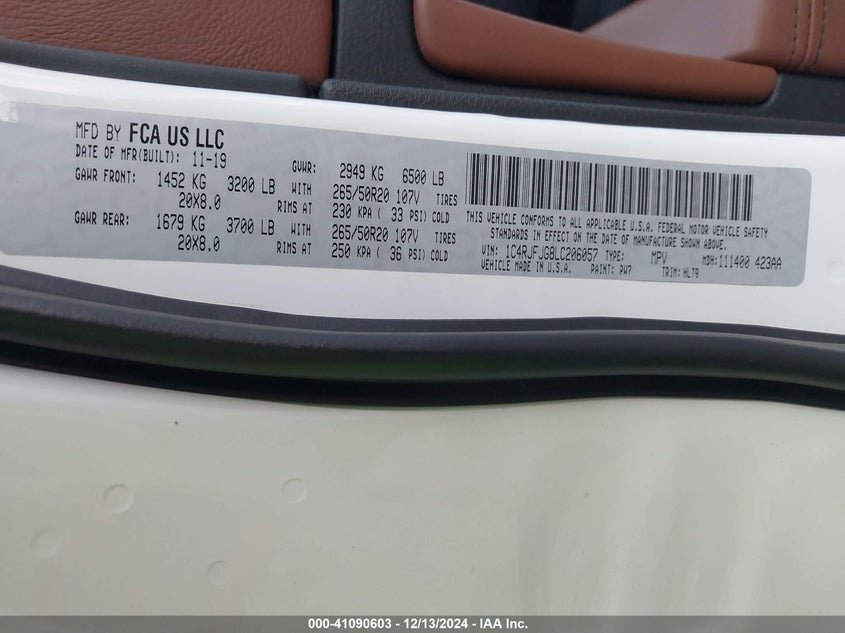 MFD BY FCA US LLC
DATE OF MFR(BUILT): 11-19 GVWR: 2949 KG 6500 LB
GAWR FRONT: 1452 KG 3200 LB WITH 265/50R20 107V TIRES
20X8.0 RIMS AT 230 KPA ( 33 PSI) COLD
GAWR REAR: 1679 KG 3700 LB WITH 265/50R20 107V TIRES
20X8.0 RIMS AT 250 KPA ( 36 PSI) COLD
THIS VEHICLE CONFORMS TO ALL APPLICABLE U.S.A. FEDERAL MOTOR VEHICLE SAFETY
STANDARDS IN EFFECT ON THE DATE OF MANUFACTURE SHOWN ABOVE.
VIN: 1C4RJFJG8LC206057 TYPE: MPV MDH:111400 423AA
VEHICLE MADE IN U.S.A. PAINT: PW7 TRIM: HLT9
000-41090603 - 12/13/2024 - IAA Inc.